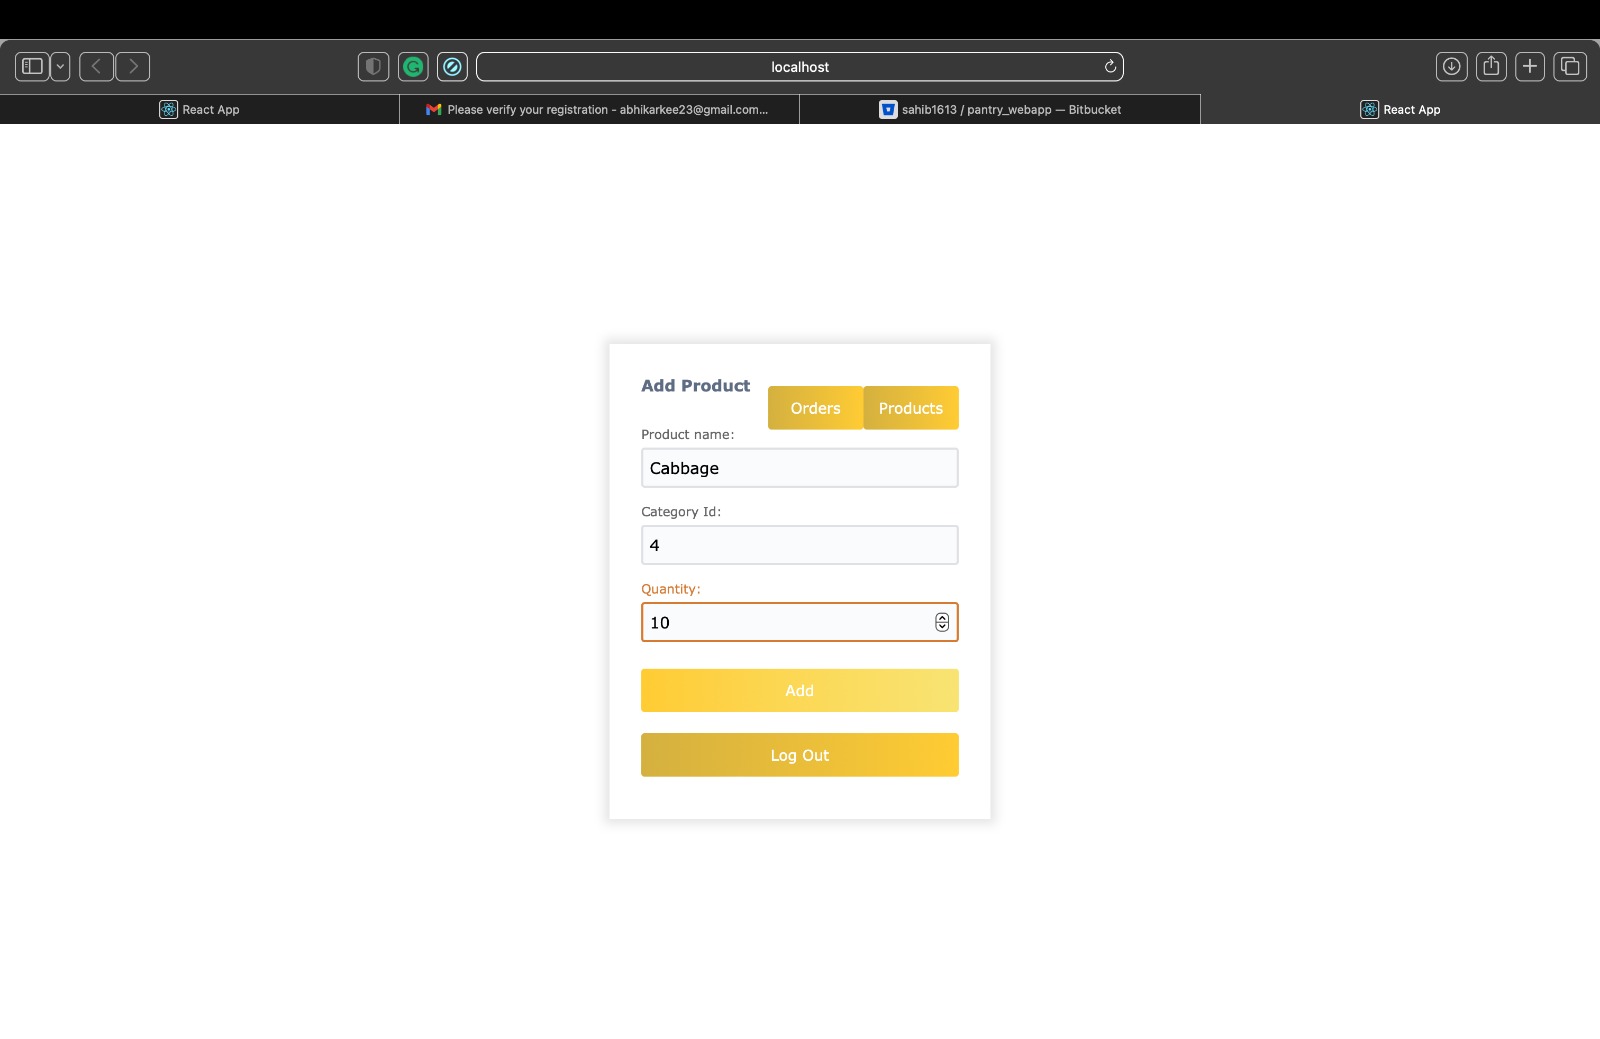 localhost
React App
Please verify your registration - abhikarkee23@gmail.com...
sahib1613 / pantry_webapp — Bitbucket
React App
Add Product
Orders
Products
Product name:
Cabbage
Category Id:
4
Quantity:
10
Add
Log Out